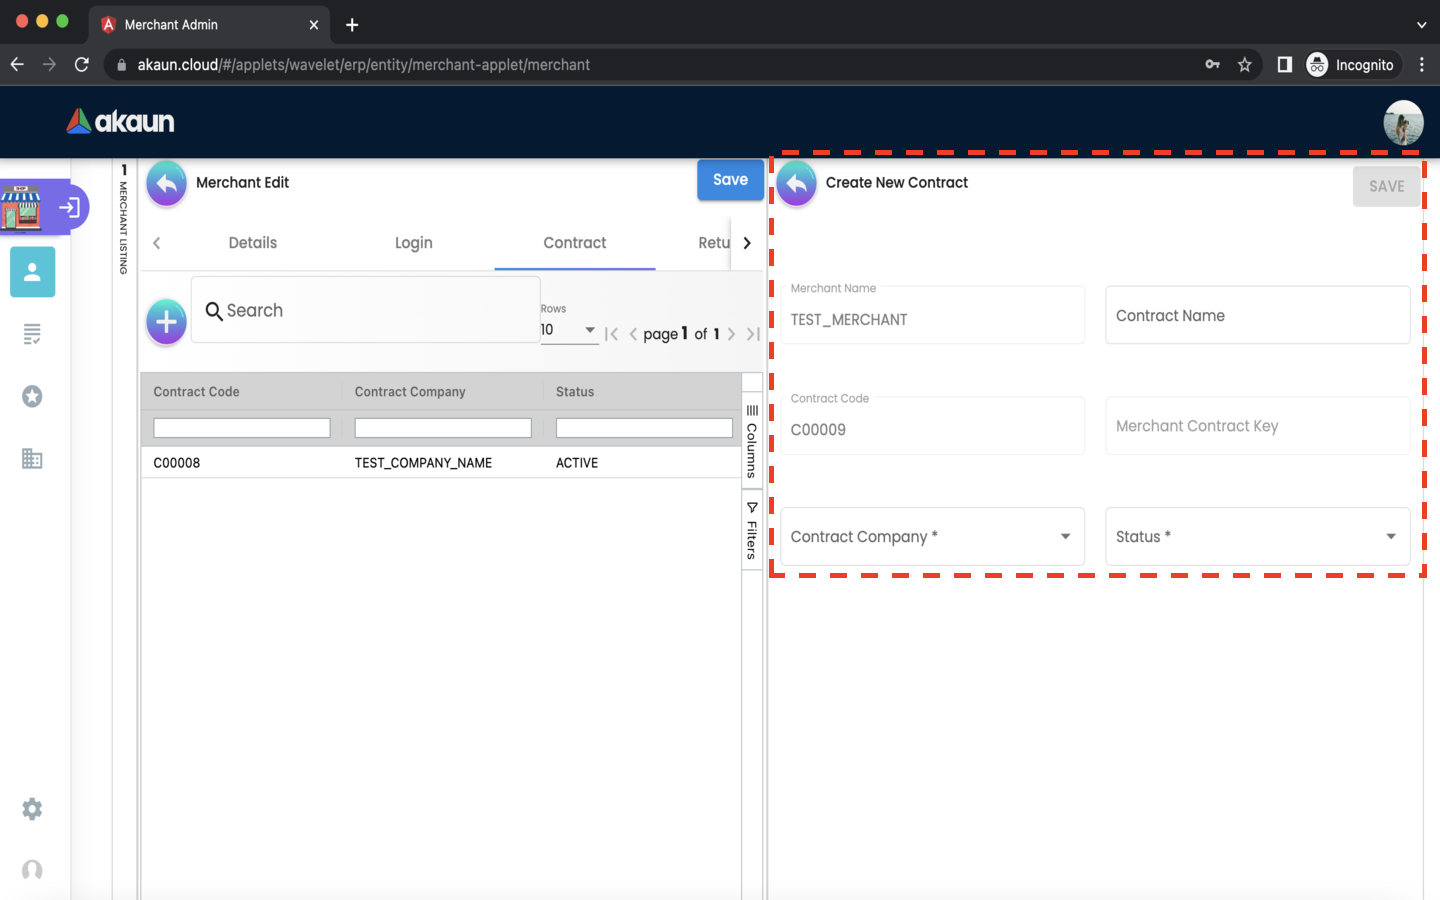 Merchant Admin
akaun.cloud/#/applets/wavelet/erp/entity/merchant-applet/merchant
Incognito
akaun
SHOP
1 MERCHANT LISTING
Merchant Edit
Save
Details
Login
Contract
Retu
Search
Rows
10
page 1 of 1
Contract Code
Contract Company
Status
C00008
TEST_COMPANY_NAME
ACTIVE
Columns
Filters
Create New Contract
SAVE
Merchant Name
TEST_MERCHANT
Contract Name
Contract Code
C00009
Merchant Contract Key
Contract Company *
Status *